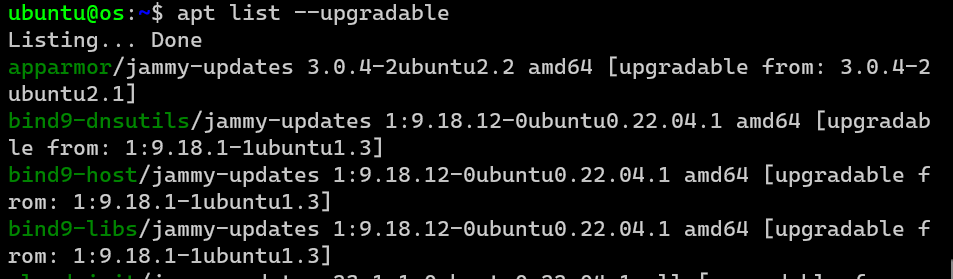 ubuntu@os:~$ apt list --upgradable
Listing... Done
apparmor/jammy-updates 3.0.4-2ubuntu2.2 amd64 [upgradable from: 3.0.4-2
ubuntu2.1]
bind9-dnsutils/jammy-updates 1:9.18.12-0ubuntu0.22.04.1 amd64 [upgradab
le from: 1:9.18.1-1ubuntu1.3]
bind9-host/jammy-updates 1:9.18.12-0ubuntu0.22.04.1 amd64 [upgradable f
rom: 1:9.18.1-1ubuntu1.3]
bind9-libs/jammy-updates 1:9.18.12-0ubuntu0.22.04.1 amd64 [upgradable f
rom: 1:9.18.1-1ubuntu1.3]